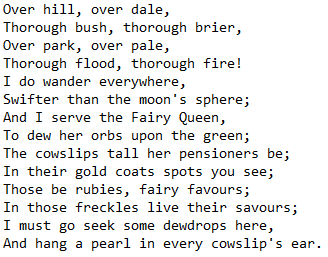 Over hill, over dale,
Thorough bush, thorough brier,
Over park, over pale,
Thorough flood, thorough fire!
I do wander everywhere,
Swifter than the moon's sphere;
And I serve the Fairy Queen,
To dew her orbs upon the green;
The cowslips tall her pensioners be;
In their gold coats spots you see;
Those be rubies, fairy favours;
In those freckles live their savours;
I must go seek some dewdrops here,
And hang a pearl in every cowslip's ear.